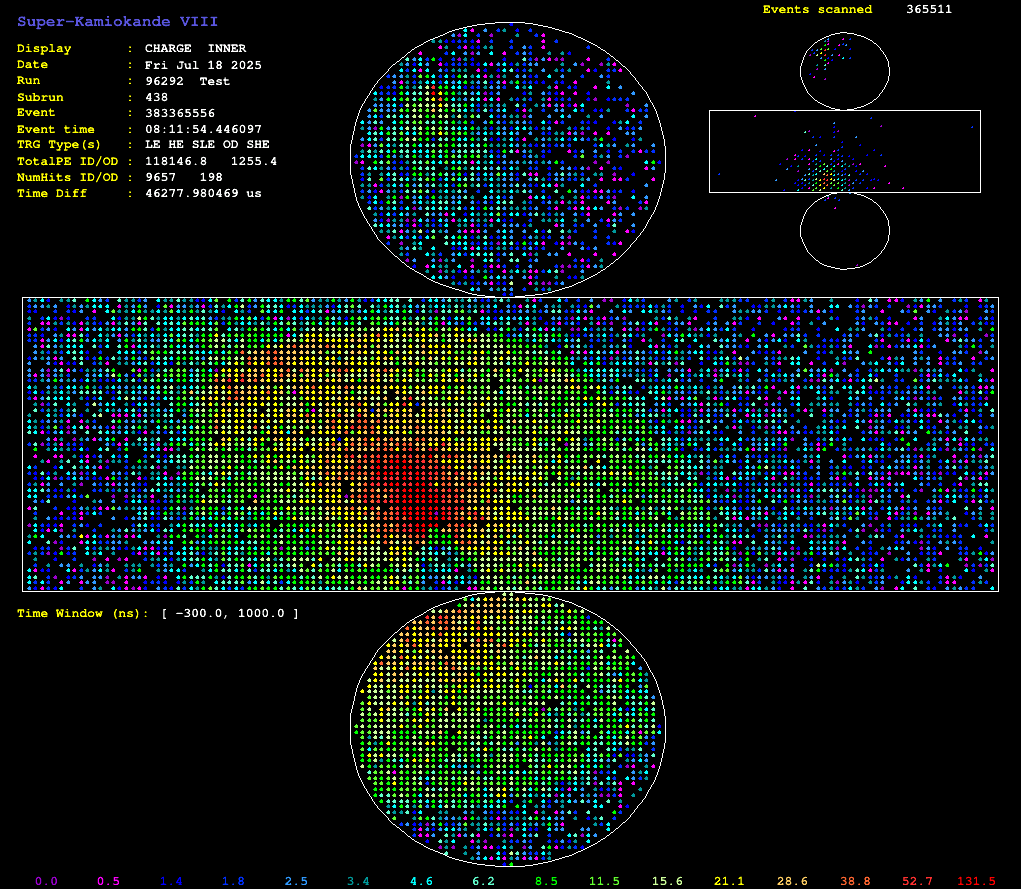 Super-Kamiokande VIII
Events scanned 365511
Display : CHARGE INNER
Date : Fri Jul 18 2025
Run : 96292 Test
Subrun : 438
Event : 383365556
Event time : 08:11:54.446097
TRG Type(s) : LE HE SLE OD SHE
TotalPE ID/OD : 118146.8 1255.4
NumHits ID/OD : 9657 198
Time Diff : 46277.980469 us
Time Window (ns): [ -300.0, 1000.0 ]
0.0 0.5 1.4 1.8 2.5 3.4 4.6 6.2 8.5 11.5 15.6 21.1 28.6 38.8 52.7 131.5